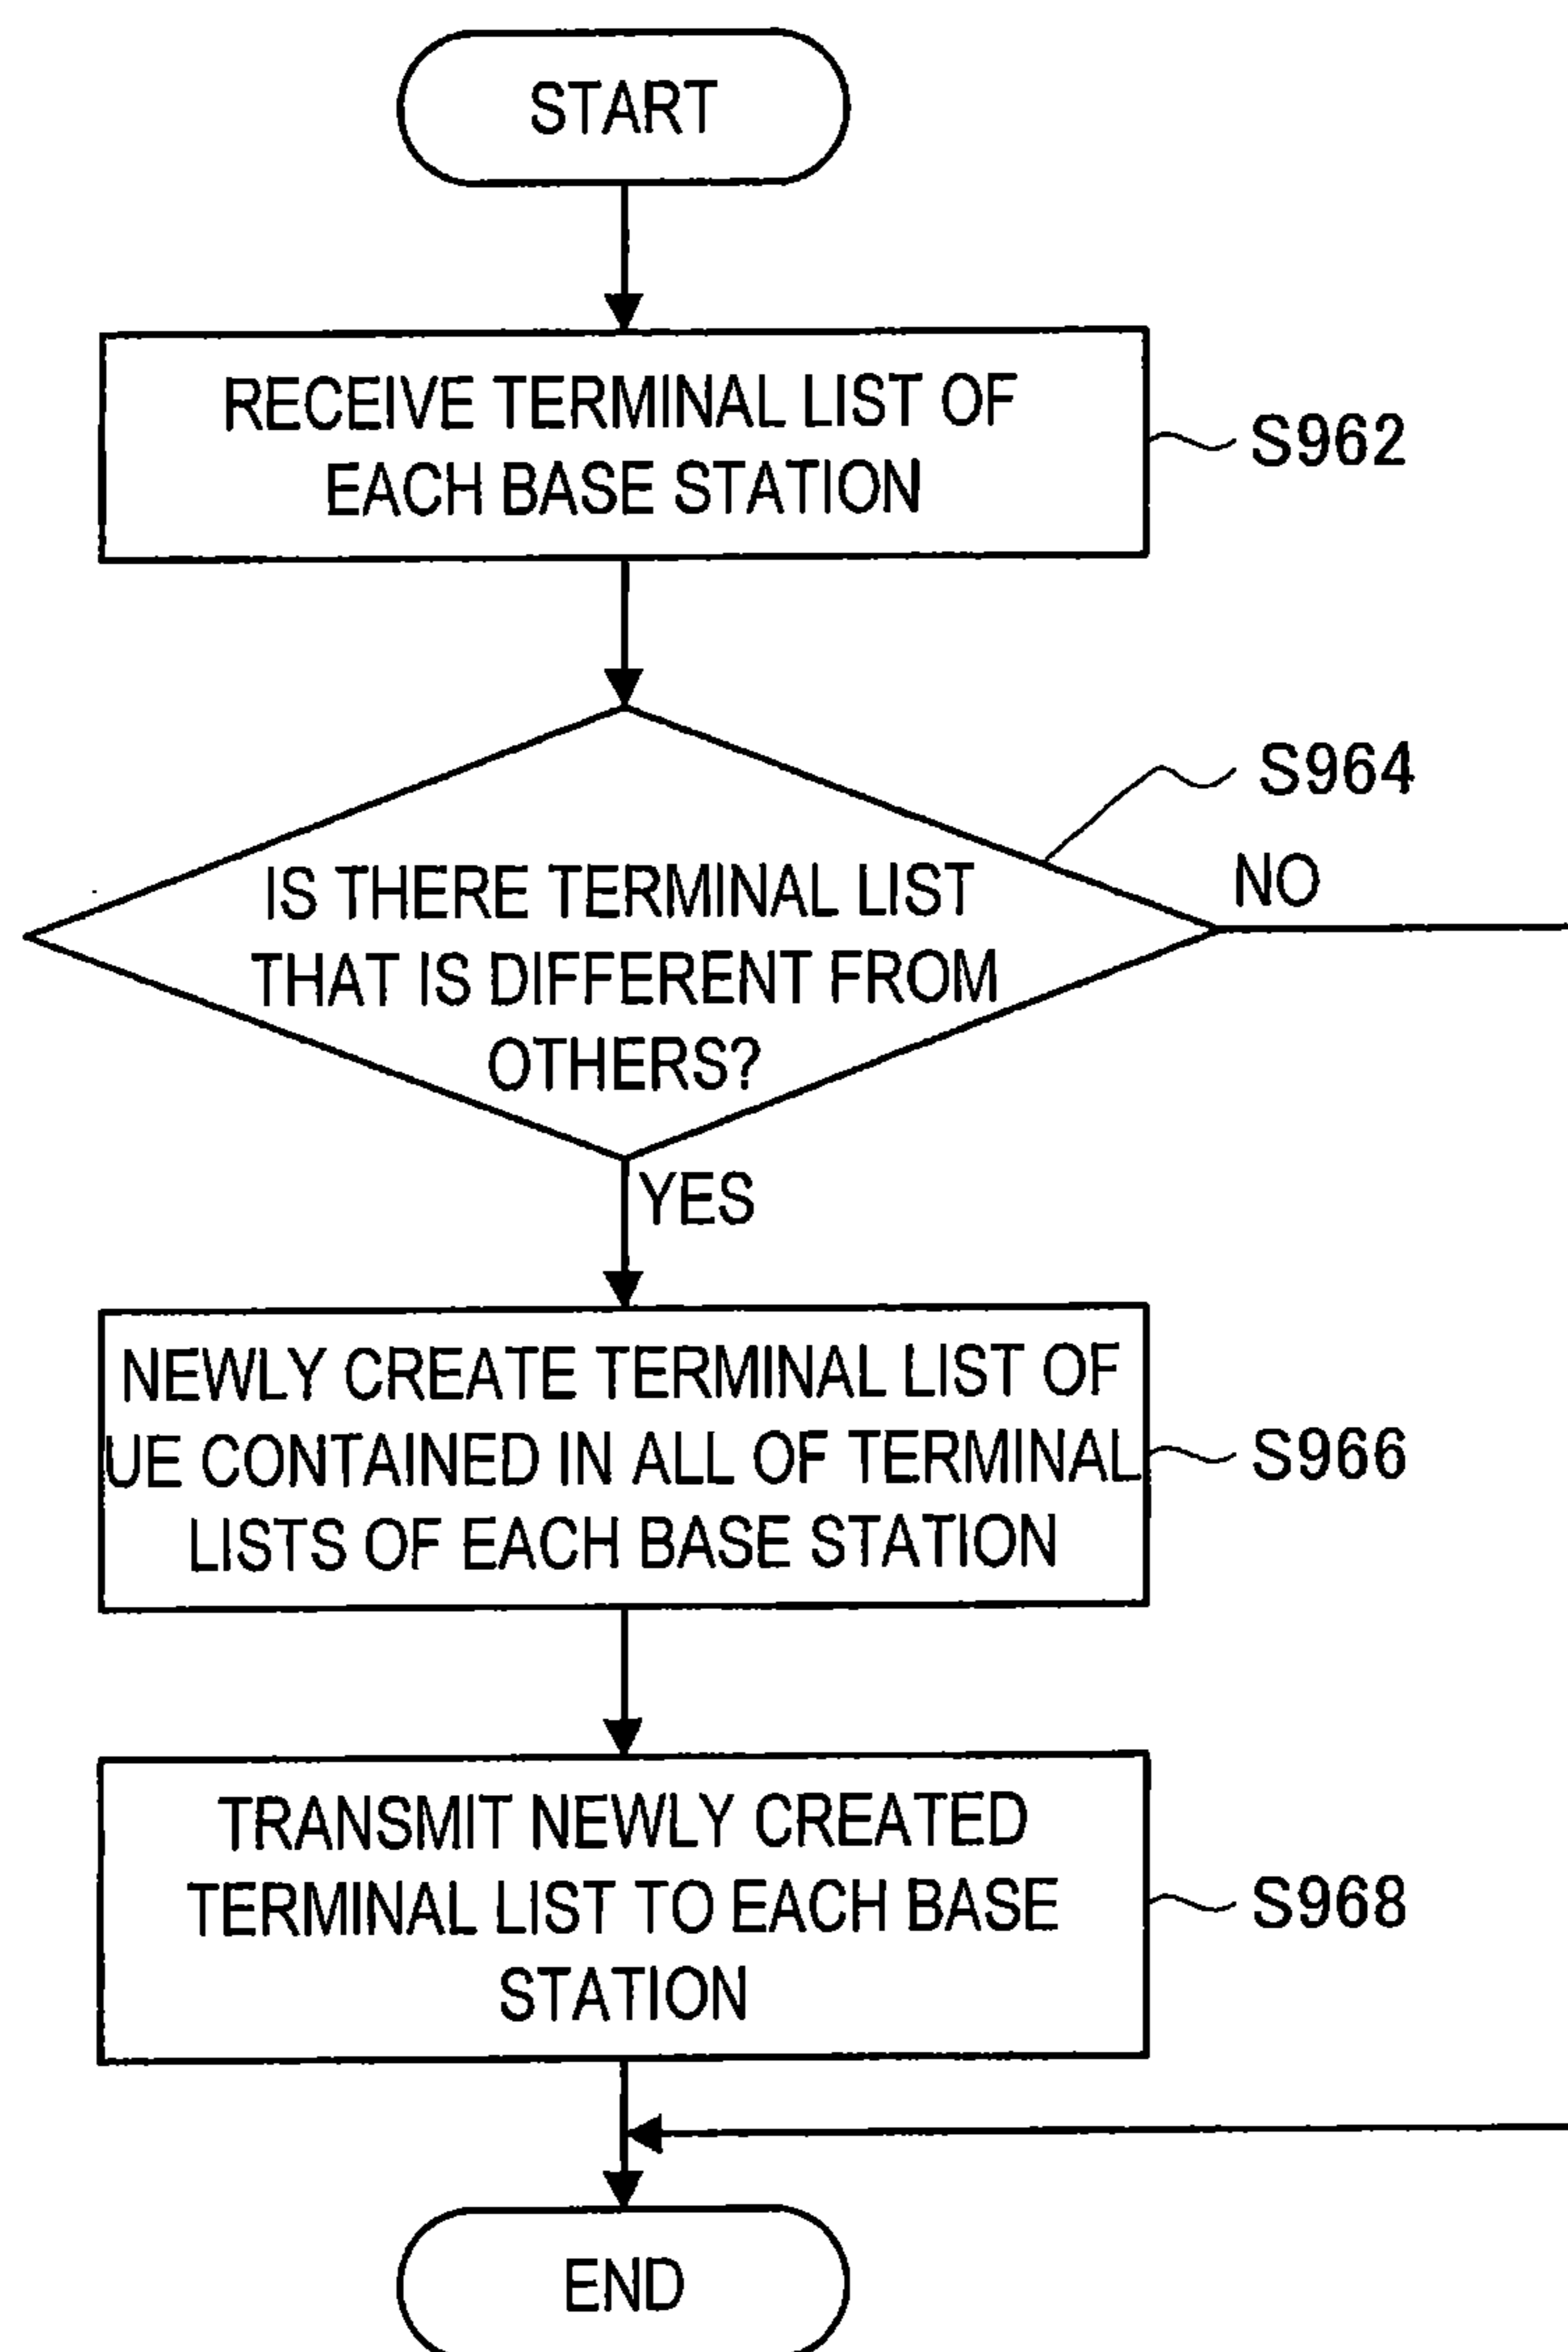 START
RECEIVE TERMINAL LIST OF
EACH BASE STATION
S962
S964
NO
IS THERE TERMINAL LIST
THAT IS DIFFERENT FROM
OTHERS?
YES
NEWLY CREATE TERMINAL LIST OF
UE CONTAINED IN ALL OF TERMINAL
LISTS OF EACH BASE STATION
S966
TRANSMIT NEWLY CREATED
TERMINAL LIST TO EACH BASE
STATION
S968
END